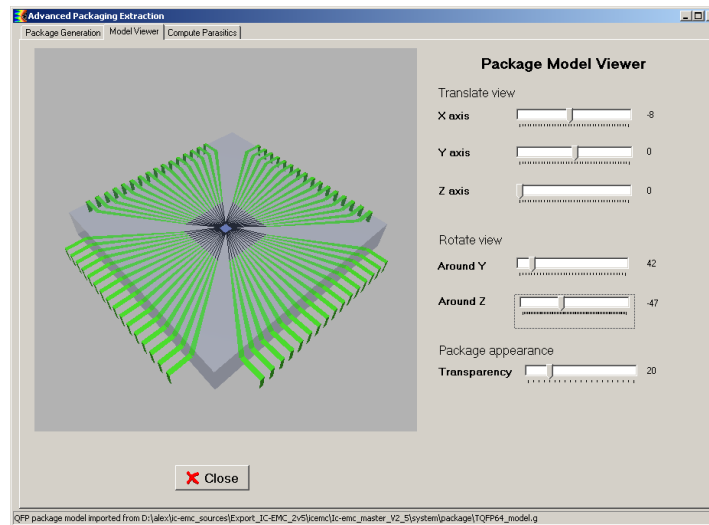 Advanced Packaging Extraction
Package Generation Model Viewer Compute Parasitics
Package Model Viewer
Translate view
X axis -8
Y axis 0
Z axis 0
Rotate view
Around Y 42
Around Z -47
Package appearance
Transparency 20
Close
QFP package model imported from D:\alex\ic-emc_sources\Export_IC-EMC_2v5\icemc\Ic-emc_master_V2_5\system\package\TQFP64_model.g